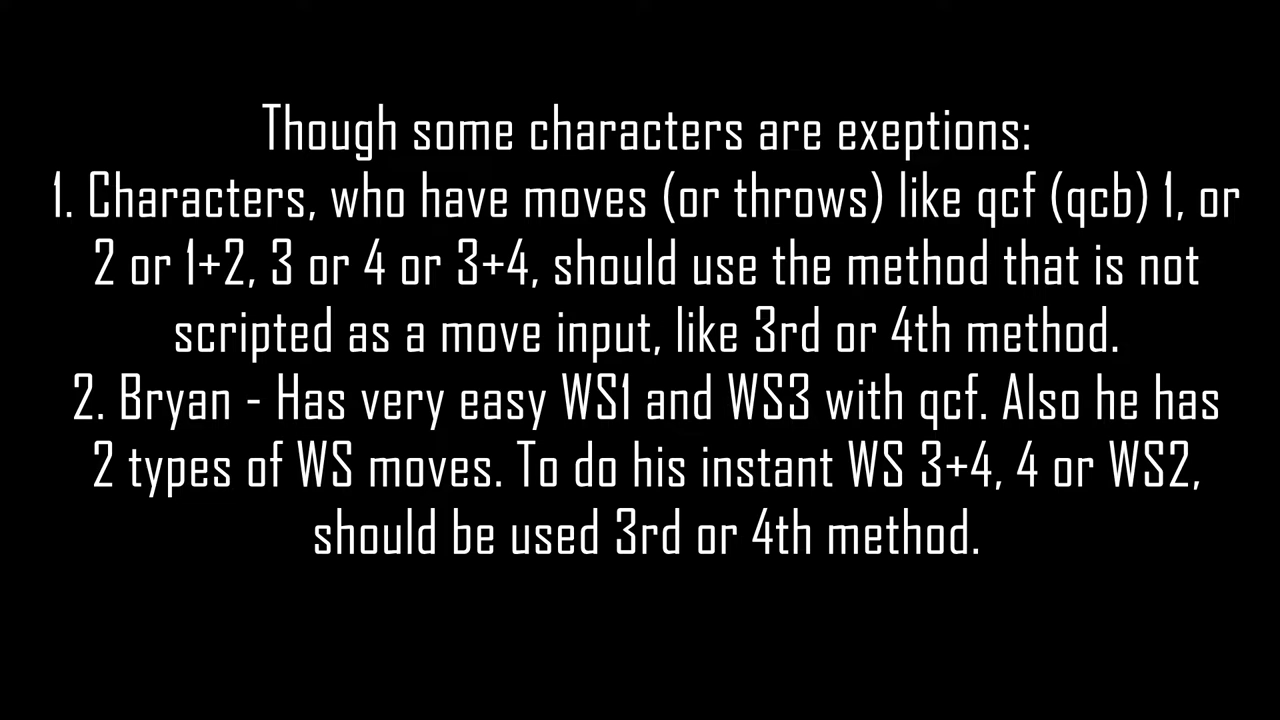 Though some characters are exeptions:
1. Characters, who have moves (or throws) like qcf (qcb) 1, or
2 or 1+2, 3 or 4 or 3+4, should use the method that is not
scripted as a move input, like 3rd or 4th method.
2. Bryan - Has very easy WS1 and WS3 with qcf. Also he has
2 types of WS moves. To do his instant WS 3+4, 4 or WS2,
should be used 3rd or 4th method.